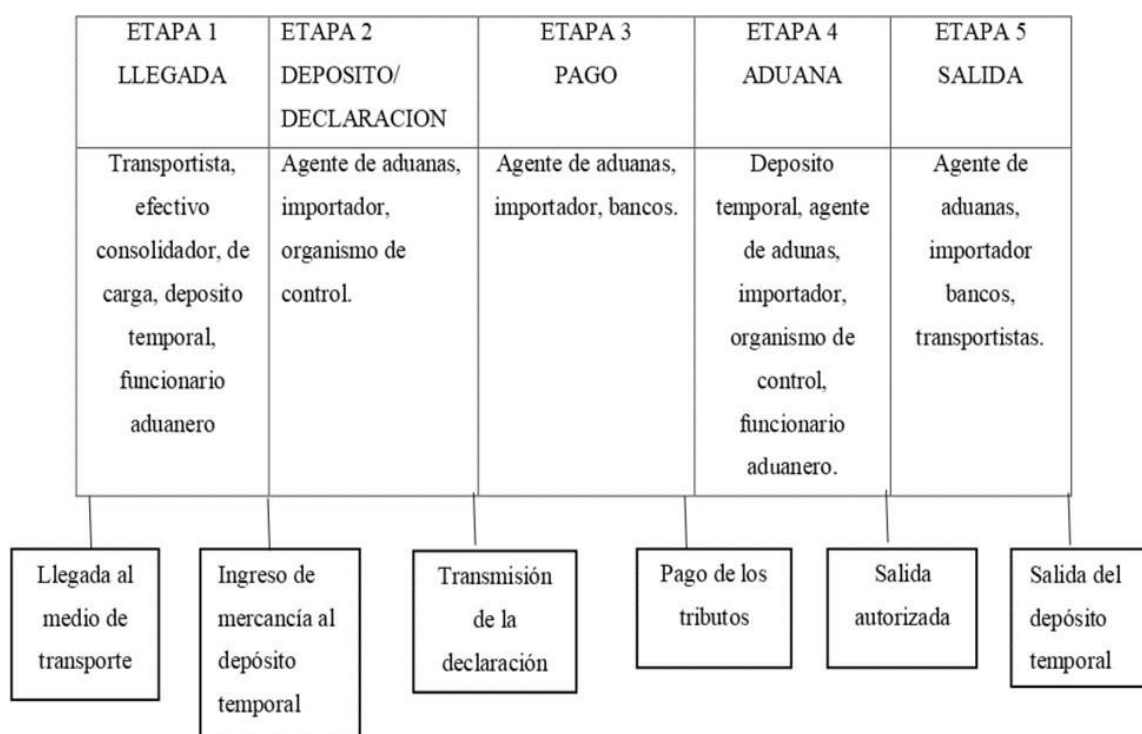 ETAPA 1
LLEGADA
ETAPA 2
DEPOSITO/
DECLARACION
ETAPA 3
PAGO
ETAPA 4
ADUANA
ETAPA 5
SALIDA
Transportista,
efectivo
consolidador, de
carga, deposito
temporal,
funcionario
aduanero
Agente de aduanas,
importador,
organismo de
control.
Agente de aduanas,
importador, bancos.
Deposito
temporal, agente
de adunas,
importador,
organismo de
control,
funcionario
aduanero.
Agente de
aduanas,
importador
bancos,
transportistas.
Llegada al
medio de
transporte
Ingreso de
mercancía al
depósito
temporal
Transmisión
de la
declaración
Pago de los
tributos
Salida
autorizada
Salida del
depósito
temporal